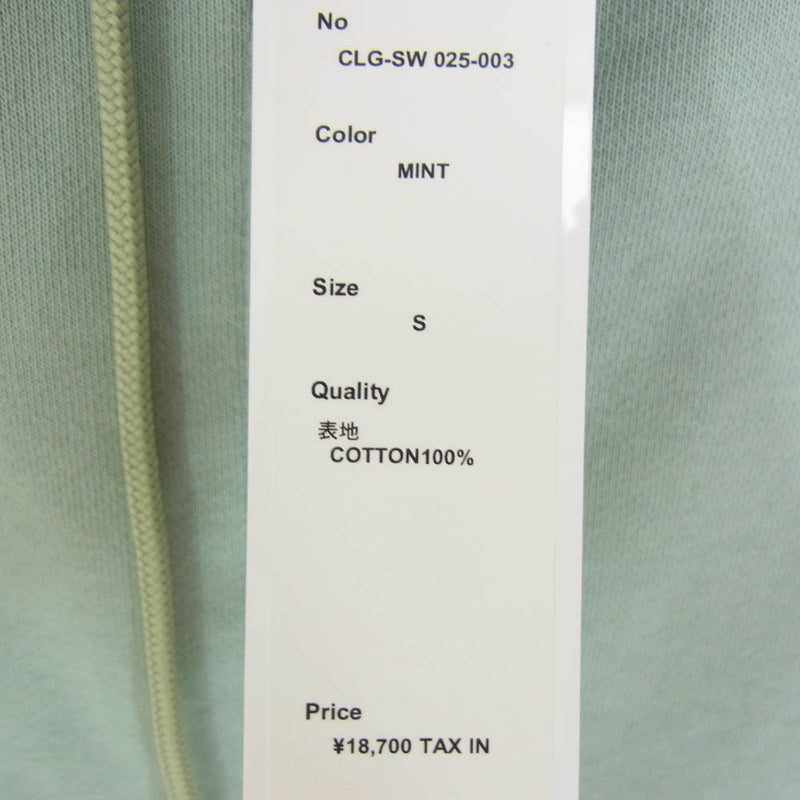 No
CLG-SW 025-003
Color
MINT
Size
S
Quality
表地
COTTON100%
Price
¥18,700 TAX IN